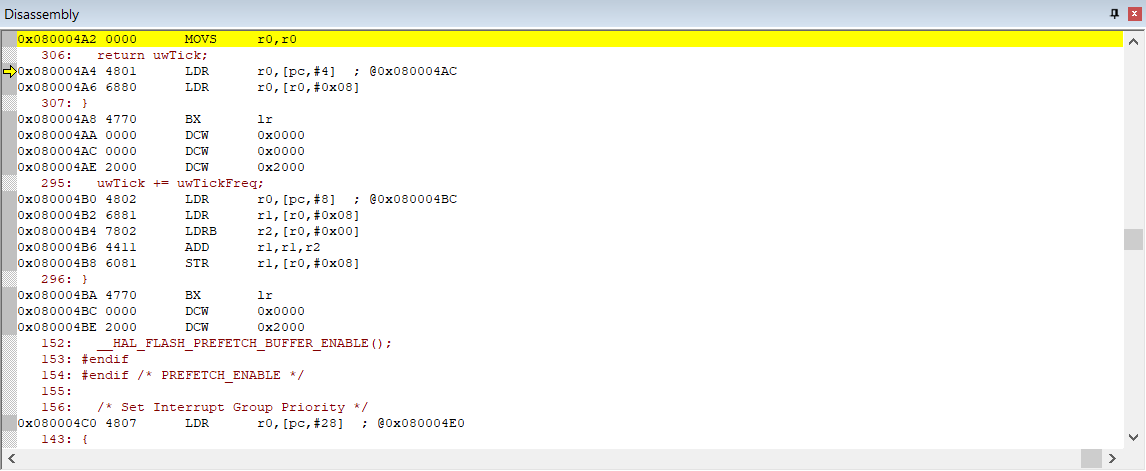 Disassembly
0x080004A2 0000      MOVS     r0,r0
306:   return uwTick;
0x080004A4 4801      LDR      r0,[pc,#4]  ; @0x080004AC
0x080004A6 6880      LDR      r0,[r0,#0x08]
307: }
0x080004A8 4770      BX       lr
0x080004AA 0000      DCW      0x0000
0x080004AC 0000      DCW      0x0000
0x080004AE 2000      DCW      0x2000
295:   uwTick += uwTickFreq;
0x080004B0 4802      LDR      r0,[pc,#8]  ; @0x080004BC
0x080004B2 6881      LDR      r1,[r0,#0x08]
0x080004B4 7802      LDRB     r2,[r0,#0x00]
0x080004B6 4411      ADD      r1,r1,r2
0x080004B8 6081      STR      r1,[r0,#0x08]
296: }
0x080004BA 4770      BX       lr
0x080004BC 0000      DCW      0x0000
0x080004BE 2000      DCW      0x2000
152:   __HAL_FLASH_PREFETCH_BUFFER_ENABLE();
153: #endif
154: #endif /* PREFETCH_ENABLE */
155:
156:   /* Set Interrupt Group Priority */
0x080004C0 4807      LDR      r0,[pc,#28]  ; @0x080004E0
143: {